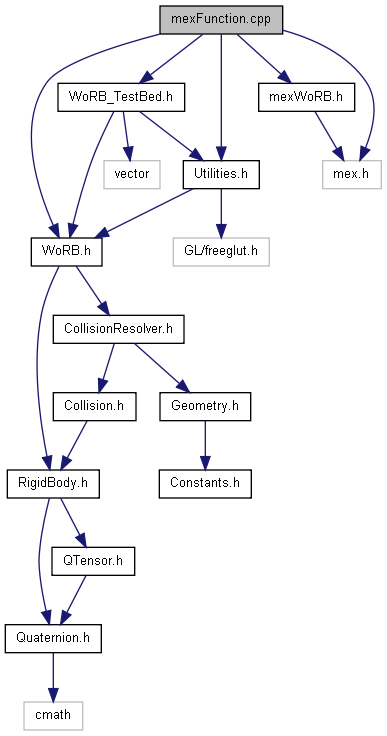 mexFunction.cpp
WoRB_TestBed.h
mexWoRB.h
vector
Utilities.h
mex.h
WoRB.h
GL/freeglut.h
CollisionResolver.h
Collision.h
Geometry.h
RigidBody.h
Constants.h
QTensor.h
Quaternion.h
cmath